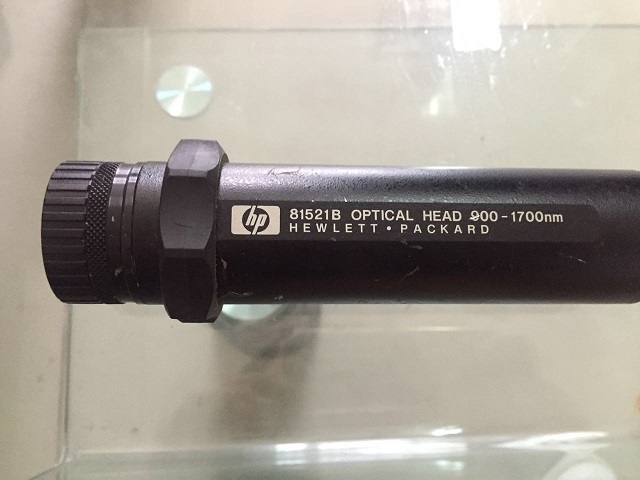 hp 81521B OPTICAL HEAD 900-1700nm
HEWLETT • PACKARD